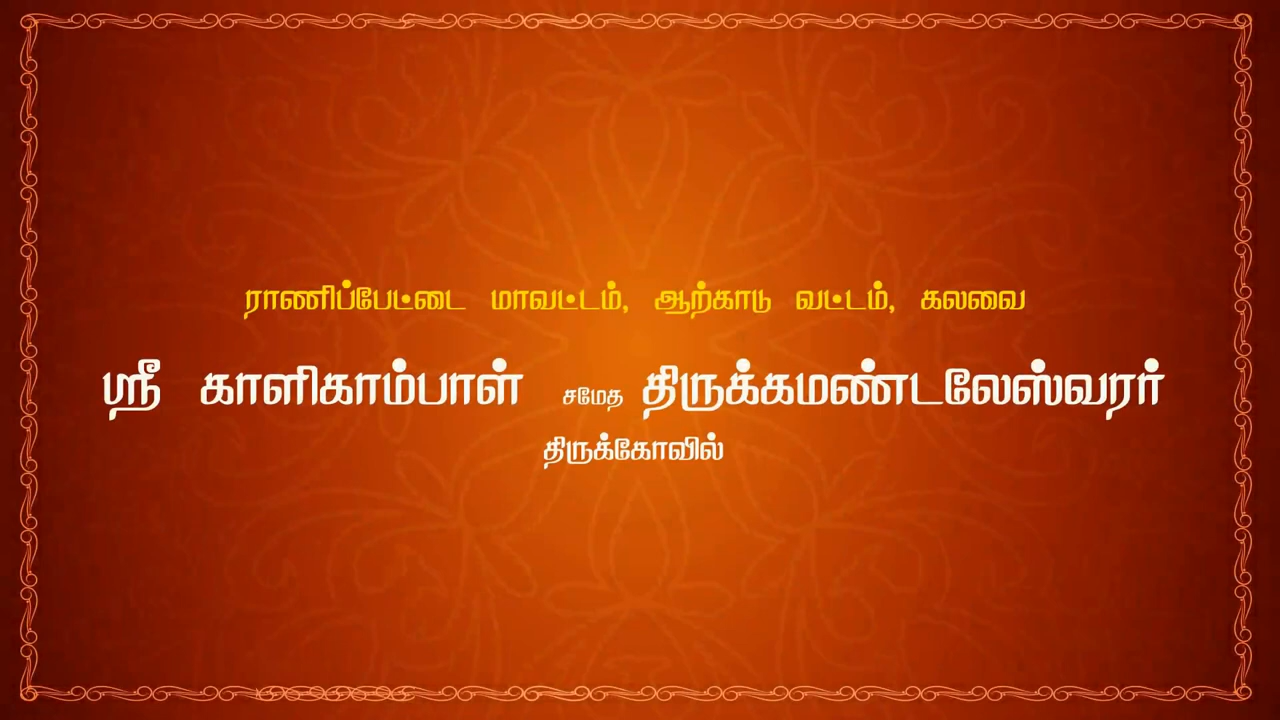 ராணிப்பேட்டை மாவட்டம், ஆற்காடு வட்டம், கலவை
ஸ்ரீ காளிகாம்பாள் சமேத திருக்கமண்டலேஸ்வரர்
திருக்கோவில்